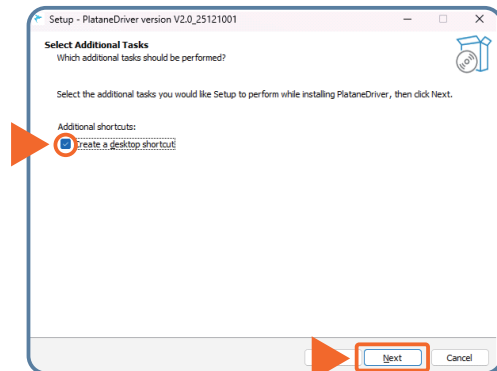 Setup - PlataneDriver version V2.0_25121001
Select Additional Tasks
Which additional tasks should be performed?
Select the additional tasks you would like Setup to perform while installing PlataneDriver, then click Next.
Additional shortcuts:
Create a desktop shortcut
Next
Cancel